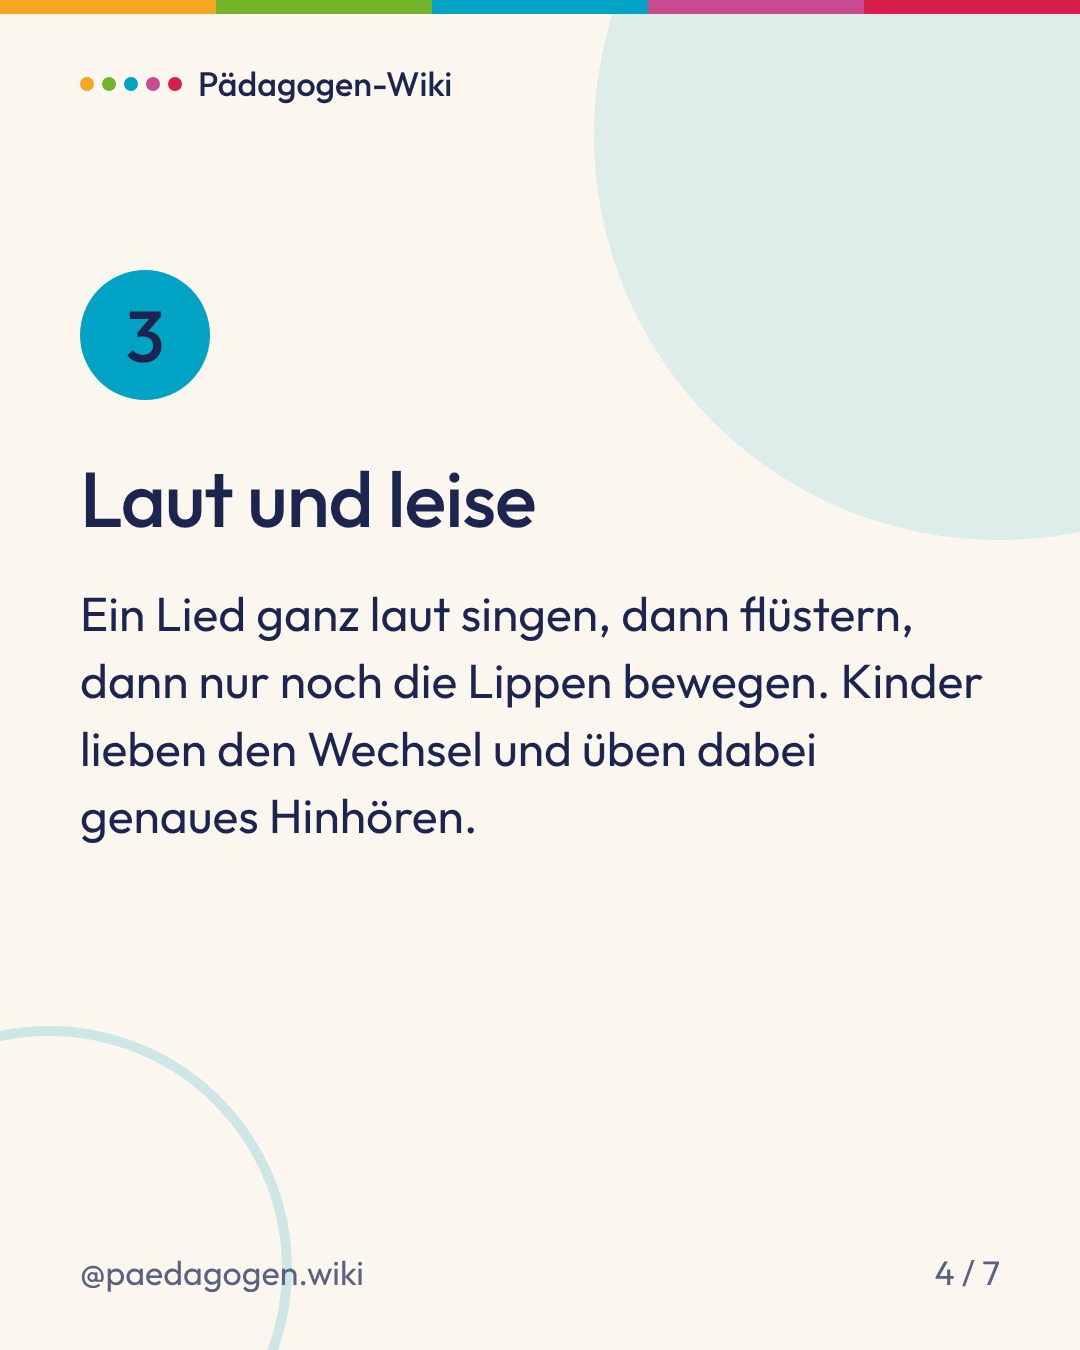 Pädagogen-Wiki
3
Laut und leise
Ein Lied ganz laut singen, dann flüstern,
dann nur noch die Lippen bewegen. Kinder
lieben den Wechsel und üben dabei
genaues Hinhören.
@paedagogen.wiki
4 / 7